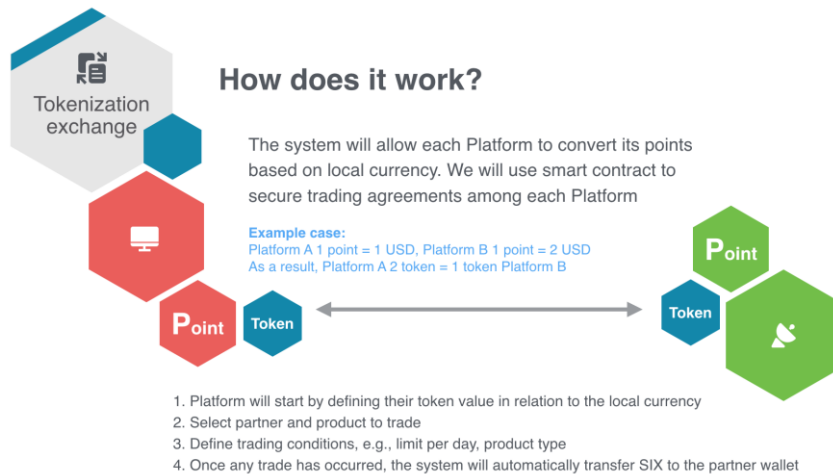 Tokenization
exchange
How does it work?
The system will allow each Platform to convert its points
based on local currency. We will use smart contract to
secure trading agreements among each Platform
Example case:
Platform A 1 point = 1 USD, Platform B 1 point = 2 USD
As a result, Platform A 2 token = 1 token Platform B
Point
Token
Point
Token
1. Platform will start by defining their token value in relation to the local currency
2. Select partner and product to trade
3. Define trading conditions, e.g., limit per day, product type
4. Once any trade has occurred, the system will automatically transfer SIX to the partner wallet